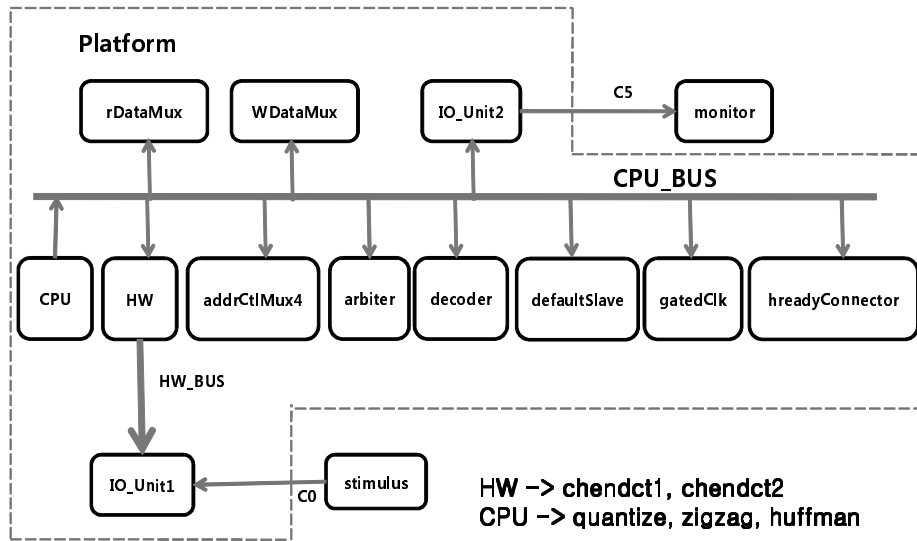 Platform
rDataMux
WDataMux
IO_Unit2
C5
monitor
CPU_BUS
CPU
HW
addrCtlMux4
arbiter
decoder
defaultSlave
gatedClk
hreadyConnector
HW_BUS
IO_Unit1
C0
stimulus
HW -> chendct1, chendct2
CPU -> quantize, zigzag, huffman